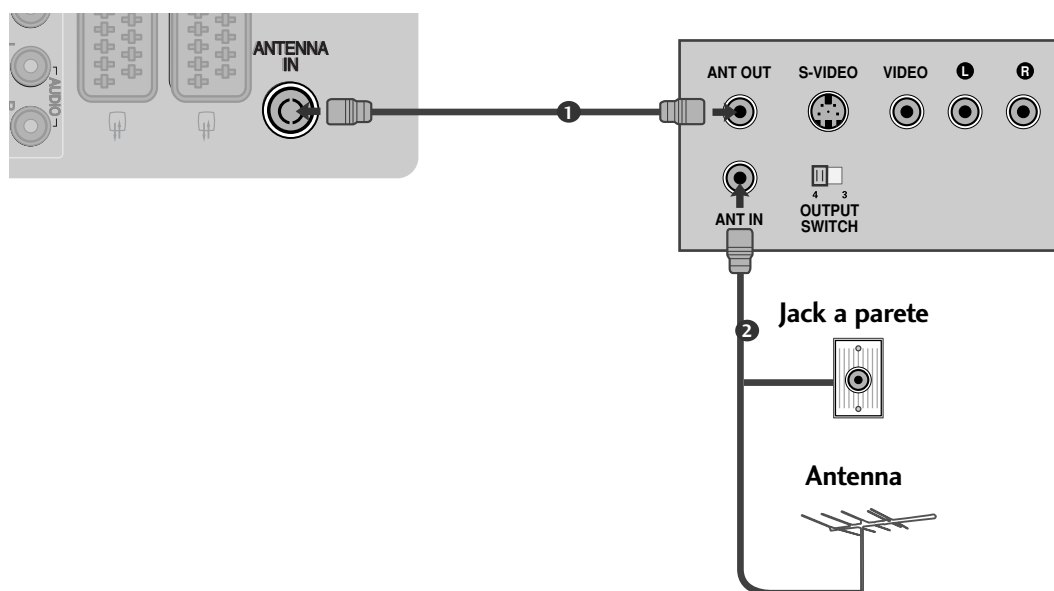 ANTENNA
IN
AUDIO
1
ANT OUT
S-VIDEO
VIDEO
L
R
ANT IN
4
3
OUTPUT
SWITCH
2
Jack a parete
Antenna